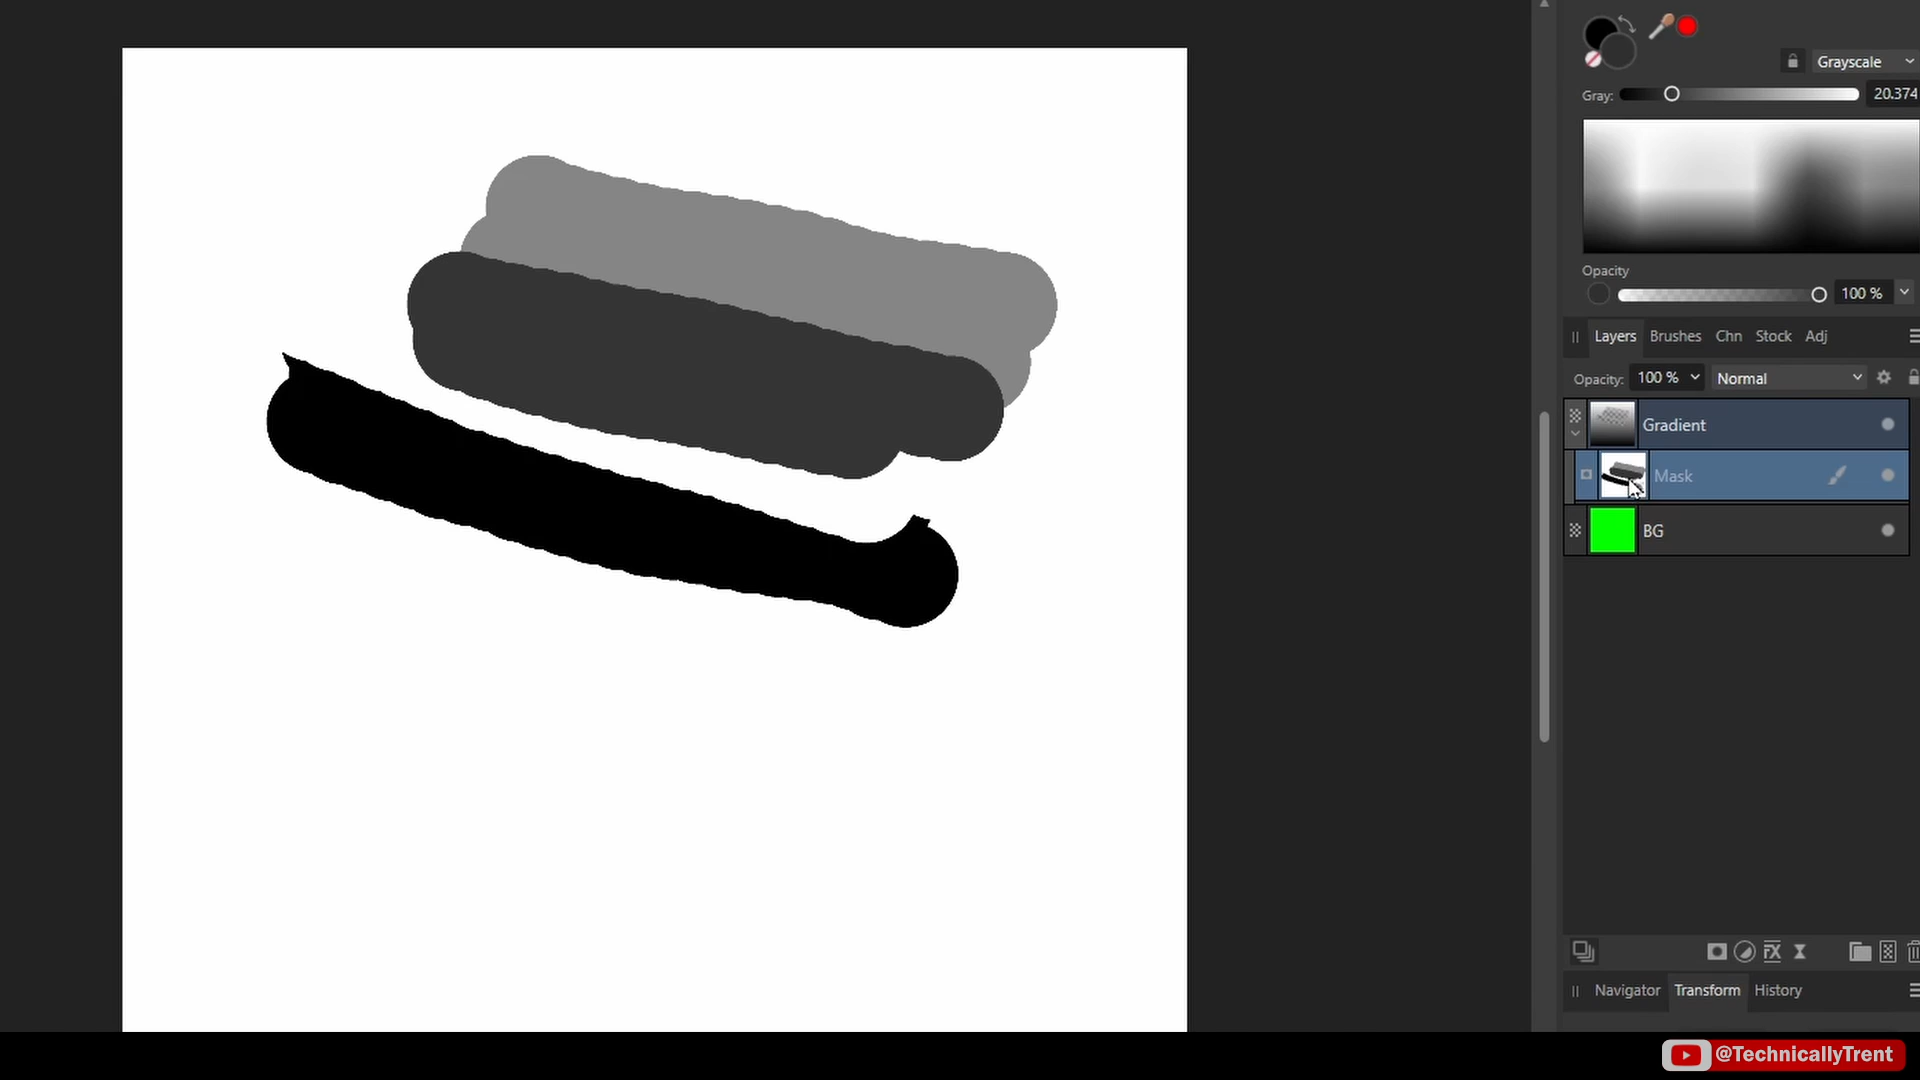 Grayscale
Gray: 20.374
Opacity
100 %
Layers Brushes Chn Stock Adj
Opacity: 100 % Normal
Gradient
Mask
BG
FX
Navigator Transform History
@TechnicallyTrent